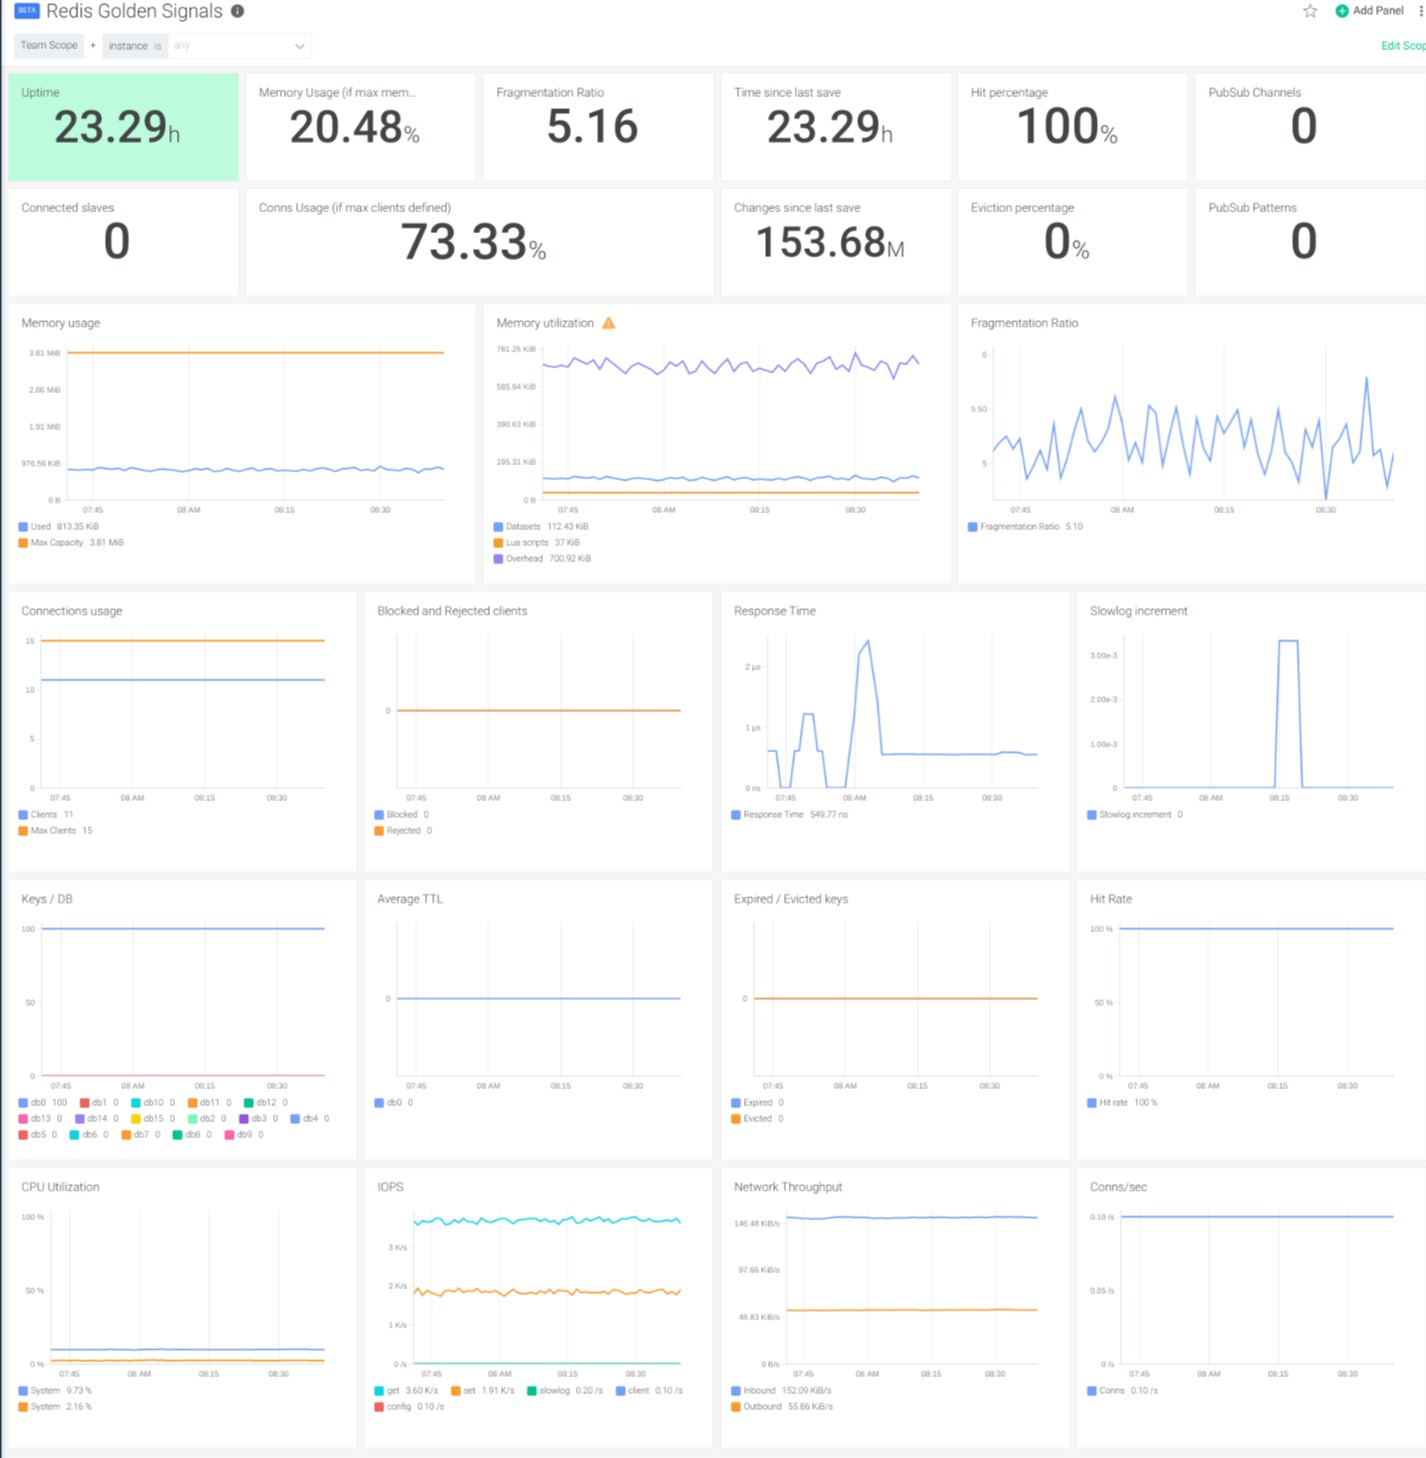 BETA Redis Golden Signals
Add Panel
Team Scope + instance is any
Edit Scop
Uptime
23.29h
Memory Usage (if max mem...
20.48%
Fragmentation Ratio
5.16
Time since last save
23.29h
Hit percentage
100%
PubSub Channels
0
Connected slaves
0
Conns Usage (if max clients defined)
73.33%
Changes since last save
153.68M
Eviction percentage
0%
PubSub Patterns
0
Memory usage
3.81 MiB
2.86 MiB
1.91 MiB
976.56 KiB
0 B
07:45 08 AM 08:15 08:30
Used 813.35 KiB
Max Capacity 3.81 MiB
Memory utilization
781.25 KiB
585.94 KiB
390.63 KiB
195.31 KiB
0 B
07:45 08 AM 08:15 08:30
Datasets 112.43 KiB
Lua scripts 37 KiB
Overhead 700.92 KiB
Fragmentation Ratio
6
5.50
5
07:45 08 AM 08:15 08:30
Fragmentation Ratio 5.10
Connections usage
15
10
5
0
07:45 08 AM 08:15 08:30
Clients 11
Max Clients 15
Blocked and Rejected clients
0
07:45 08 AM 08:15 08:30
Blocked 0
Rejected 0
Response Time
2 µs
1 µs
0 ns
07:45 08 AM 08:15 08:30
Response Time 549.77 ns
Slowlog increment
3.00e-3
2.00e-3
1.00e-3
0
07:45 08 AM 08:15 08:30
Slowlog increment 0
Keys / DB
100
50
0
07:45 08 AM 08:15 08:30
db0 100 db1 0 db10 0 db11 0 db12 0
db13 0 db14 0 db15 0 db2 0 db3 0 db4 0
db5 0 db6 0 db7 0 db8 0 db9 0
Average TTL
0
07:45 08 AM 08:15 08:30
db0 0
Expired / Evicted keys
0
07:45 08 AM 08:15 08:30
Expired 0
Evicted 0
Hit Rate
100 %
50 %
0 %
07:45 08 AM 08:15 08:30
Hit rate 100 %
CPU Utilization
100 %
50 %
0 %
07:45 08 AM 08:15 08:30
System 9.73 %
System 2.16 %
IOPS
3 K/s
2 K/s
1 K/s
0 /s
07:45 08 AM 08:15 08:30
get 3.60 K/s set 1.91 K/s slowlog 0.20 /s client 0.10 /s
config 0.10 /s
Network Throughput
146.48 KiB/s
97.66 KiB/s
48.83 KiB/s
0 B/s
07:45 08 AM 08:15 08:30
Inbound 152.09 KiB/s
Outbound 55.86 KiB/s
Conns/sec
0.10 /s
0.05 /s
0 /s
07:45 08 AM 08:15 08:30
Conns 0.10 /s